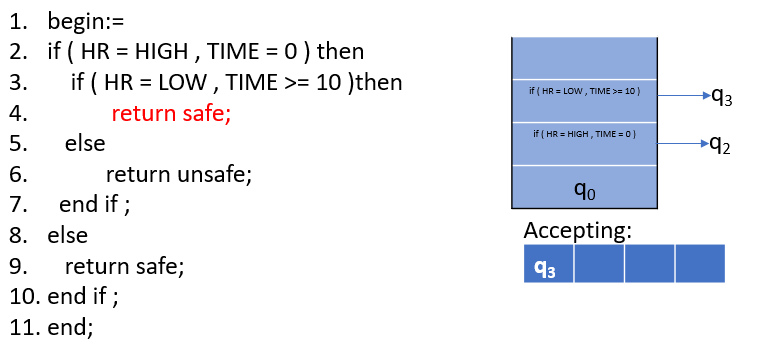 1. begin:=
2. if ( HR = HIGH , TIME = 0 ) then
3. if ( HR = LOW , TIME >= 10 )then
4. return safe;
5. else
6. return unsafe;
7. end if ;
8. else
9. return safe;
10. end if ;
11. end;
if ( HR = LOW , TIME >= 10 )
q3
if ( HR = HIGH , TIME = 0 )
q2
q0
Accepting:
q3